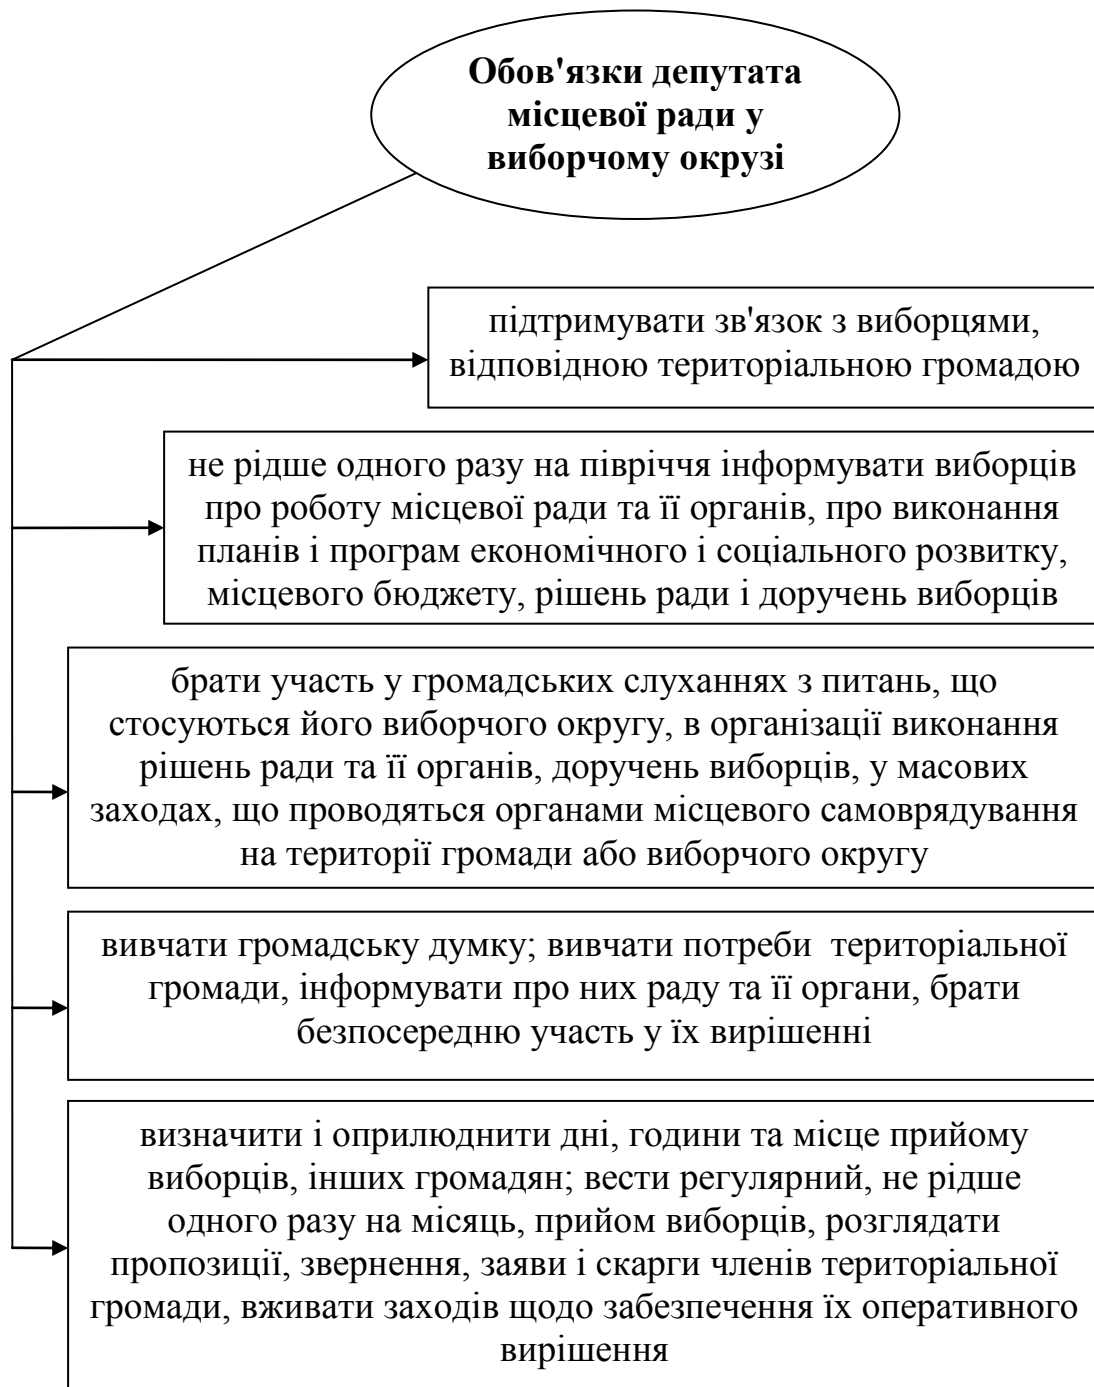 Обов'язки депутата
місцевої ради у
виборчому окрузі
підтримувати зв'язок з виборцями,
відповідною територіальною громадою
не рідше одного разу на півріччя інформувати виборців
про роботу місцевої ради та її органів, про виконання
планів і програм економічного і соціального розвитку,
місцевого бюджету, рішень ради і доручень виборців
брати участь у громадських слуханнях з питань, що
стосуються його виборчого округу, в організації виконання
рішень ради та її органів, доручень виборців, у масових
заходах, що проводяться органами місцевого самоврядування
на території громади або виборчого округу
вивчати громадську думку; вивчати потреби  територіальної
громади, інформувати про них раду та її органи, брати
безпосередню участь у їх вирішенні
визначити і оприлюднити дні, години та місце прийому
виборців, інших громадян; вести регулярний, не рідше
одного разу на місяць, прийом виборців, розглядати
пропозиції, звернення, заяви і скарги членів територіальної
громади, вживати заходів щодо забезпечення їх оперативного
вирішення